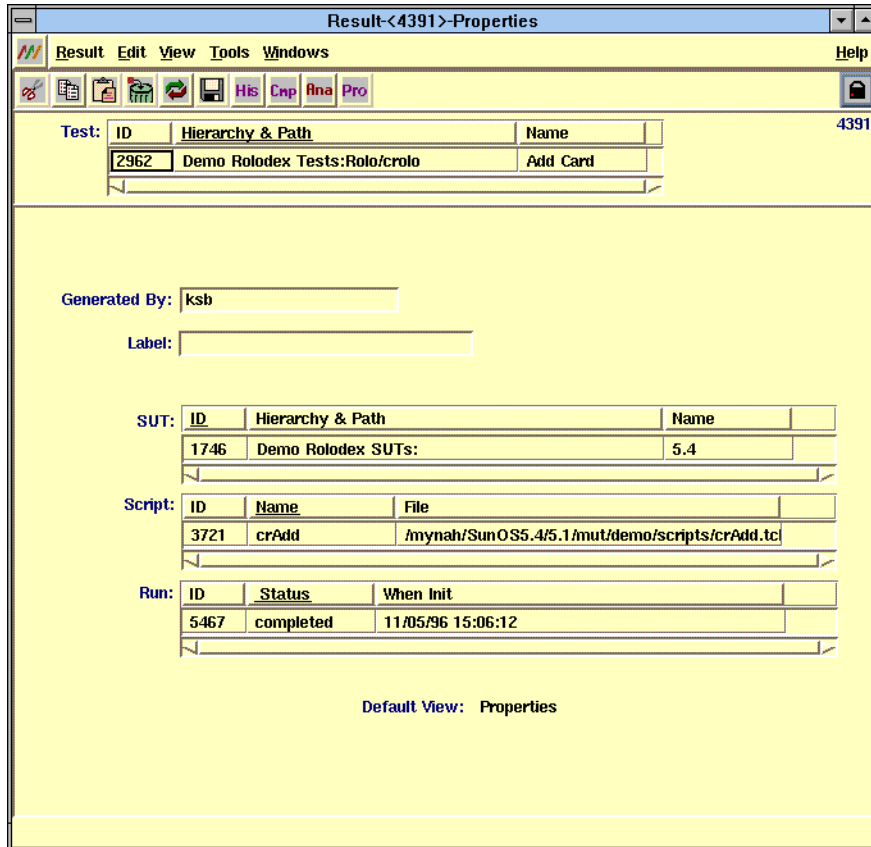 Result-<4391>-Properties
Result Edit View Tools Windows Help
His Cmp Ana Pro
Test: ID Hierarchy & Path Name 4391
2962 Demo Rolodex Tests:Rolo/crolo Add Card
Generated By: ksb
Label:
SUT: ID Hierarchy & Path Name
1746 Demo Rolodex SUTs: 5.4
Script: ID Name File
3721 crAdd /mynah/SunOS5.4/5.1/mut/demo/scripts/crAdd.tcl
Run: ID Status When Init
5467 completed 11/05/96 15:06:12
Default View: Properties